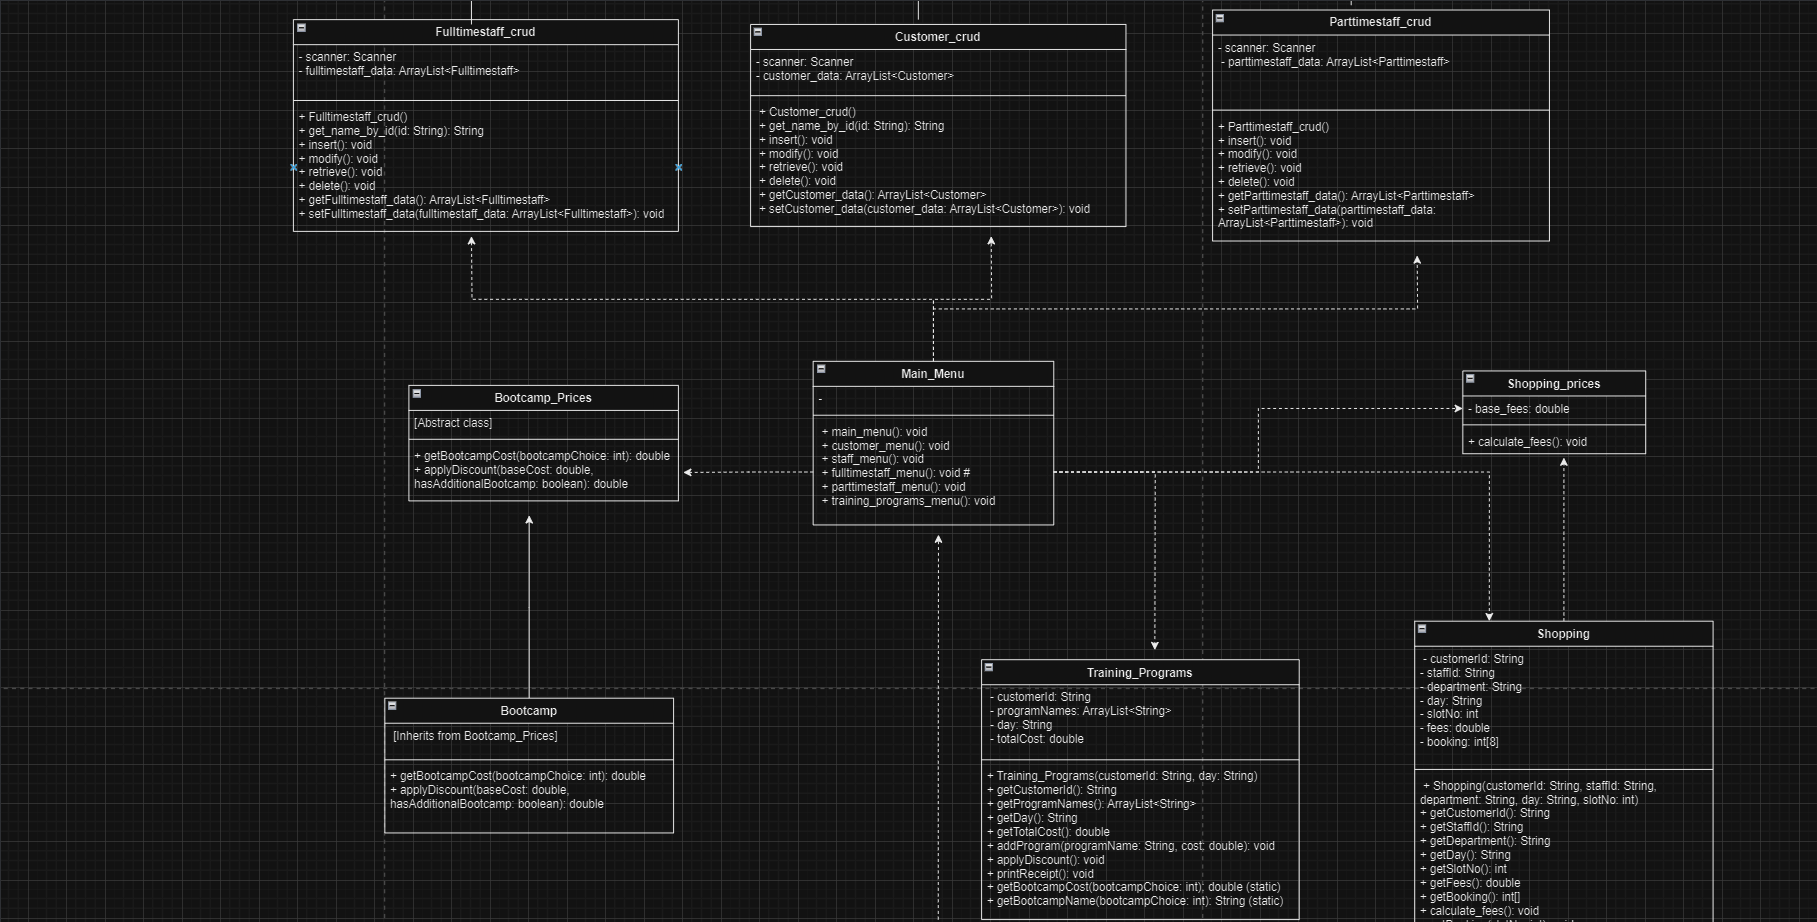 Fulltimestaff_crud
- scanner: Scanner
- fulltimestaff_data: ArrayList<Fulltimestaff>
+ Fulltimestaff_crud()
+ get_name_by_id(id: String): String
+ insert(): void
+ modify(): void
+ retrieve(): void
+ delete(): void
+ getFulltimestaff_data(): ArrayList<Fulltimestaff>
+ setFulltimestaff_data(fulltimestaff_data: ArrayList<Fulltimestaff>): void
Customer_crud
- scanner: Scanner
- customer_data: ArrayList<Customer>
+ Customer_crud()
+ get_name_by_id(id: String): String
+ insert(): void
+ modify(): void
+ retrieve(): void
+ delete(): void
+ getCustomer_data(): ArrayList<Customer>
+ setCustomer_data(customer_data: ArrayList<Customer>): void
Parttimestaff_crud
- scanner: Scanner
- parttimestaff_data: ArrayList<Parttimestaff>
+ Parttimestaff_crud()
+ insert(): void
+ modify(): void
+ retrieve(): void
+ delete(): void
+ getParttimestaff_data(): ArrayList<Parttimestaff>
+ setParttimestaff_data(parttimestaff_data:
ArrayList<Parttimestaff>): void
Bootcamp_Prices
[Abstract class]
+ getBootcampCost(bootcampChoice: int): double
+ applyDiscount(baseCost: double,
hasAdditionalBootcamp: boolean): double
Main_Menu
-
+ main_menu(): void
+ customer_menu(): void
+ staff_menu(): void
+ fulltimestaff_menu(): void #
+ parttimestaff_menu(): void
+ training_programs_menu(): void
Shopping_prices
- base_fees: double
+ calculate_fees(): void
Bootcamp
[Inherits from Bootcamp_Prices]
+ getBootcampCost(bootcampChoice: int): double
+ applyDiscount(baseCost: double,
hasAdditionalBootcamp: boolean): double
Training_Programs
- customerId: String
- programNames: ArrayList<String>
- day: String
- totalCost: double
+ Training_Programs(customerId: String, day: String)
+ getCustomerId(): String
+ getProgramNames(): ArrayList<String>
+ getDay(): String
+ getTotalCost(): double
+ addProgram(programName: String, cost: double): void
+ applyDiscount(): void
+ printReceipt(): void
+ getBootcampCost(bootcampChoice: int): double (static)
+ getBootcampName(bootcampChoice: int): String (static)
Shopping
- customerId: String
- staffId: String
- department: String
- day: String
- slotNo: int
- fees: double
- booking: int[8]
+ Shopping(customerId: String, staffId: String,
department: String, day: String, slotNo: int)
+ getCustomerId(): String
+ getStaffId(): String
+ getDepartment(): String
+ getDay(): String
+ getSlotNo(): int
+ getFees(): double
+ getBooking(): int[]
+ calculate_fees(): void